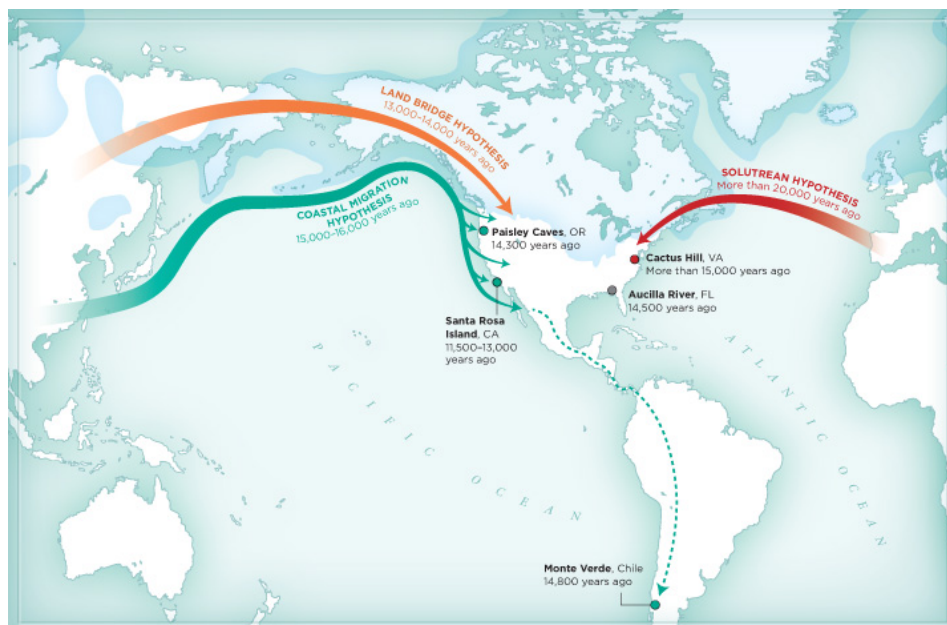 LAND BRIDGE HYPOTHESIS
13,000–14,000 years ago
COASTAL MIGRATION
HYPOTHESIS
15,000–16,000 years ago
SOLUTREAN HYPOTHESIS
More than 20,000 years ago
Paisley Caves, OR
14,300 years ago
Cactus Hill, VA
More than 15,000 years ago
Aucilla River, FL
14,500 years ago
Santa Rosa
Island, CA
11,500–13,000
years ago
PACIFIC OCEAN
ATLANTIC OCEAN
Monte Verde, Chile
14,800 years ago